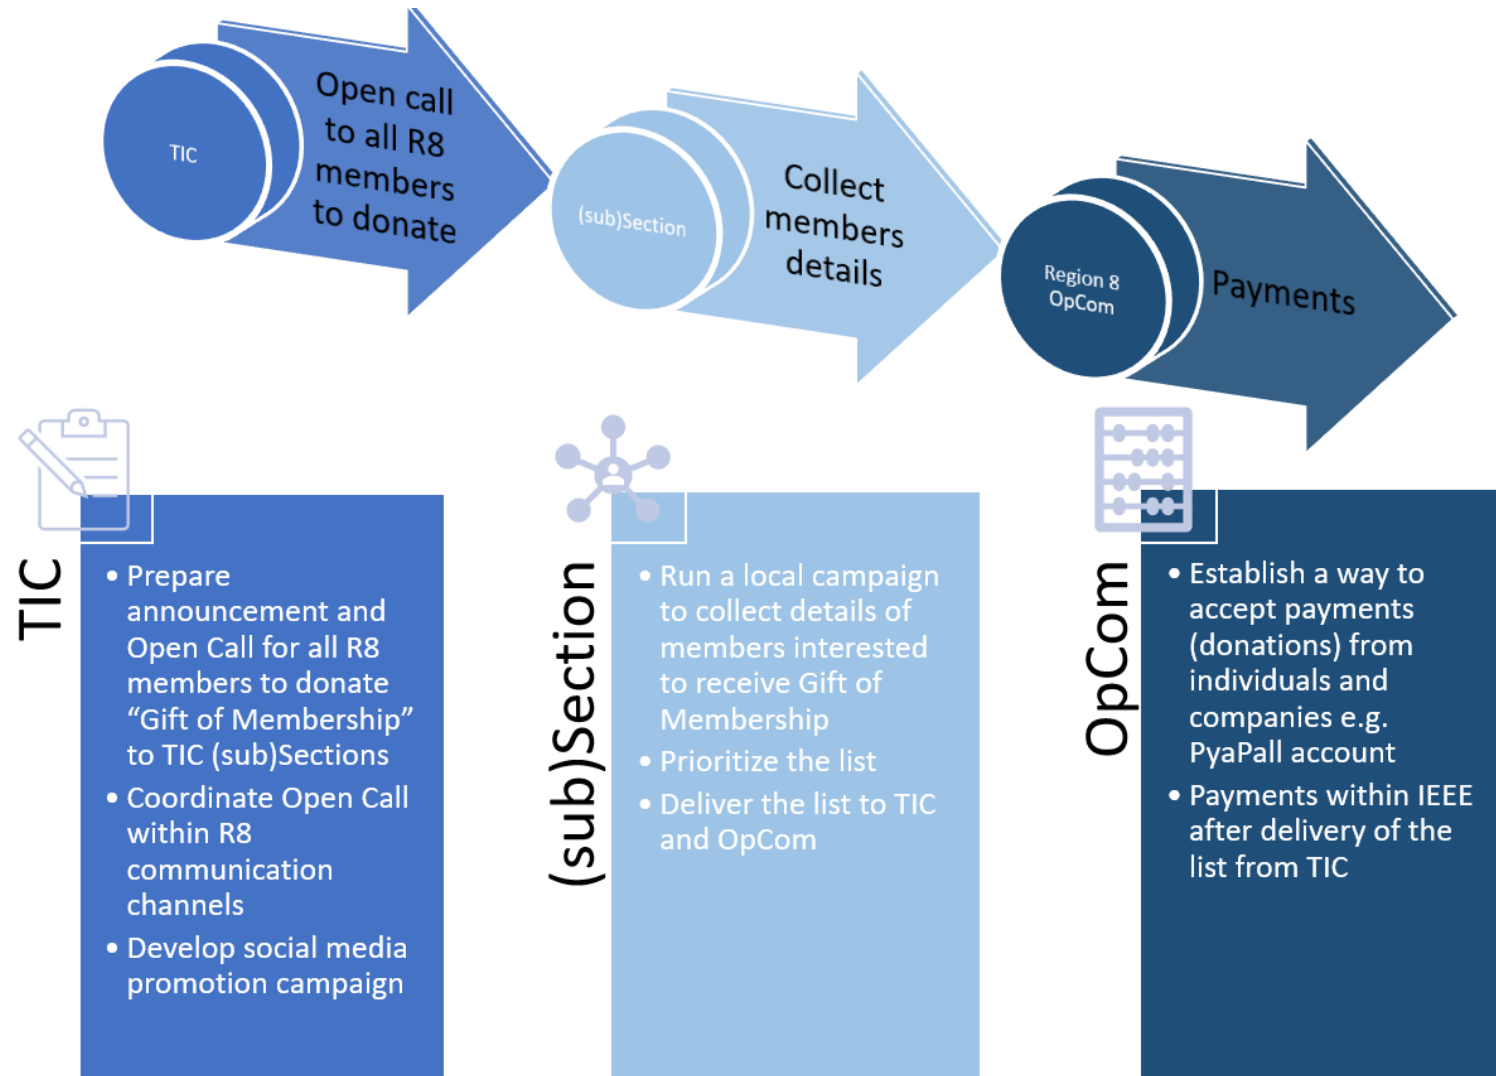 TIC
Open call
to all R8
members
to donate
(sub)Section
Collect
members
details
Region 8
OpCom
Payments
TIC
• Prepare
announcement and
Open Call for all R8
members to donate
“Gift of Membership”
to TIC (sub)Sections
• Coordinate Open Call
within R8
communication
channels
• Develop social media
promotion campaign
(sub)Section
• Run a local campaign
to collect details of
members interested
to receive Gift of
Membership
• Prioritize the list
• Deliver the list to TIC
and OpCom
OpCom
• Establish a way to
accept payments
(donations) from
individuals and
companies e.g.
PyaPall account
• Payments within IEEE
after delivery of the
list from TIC